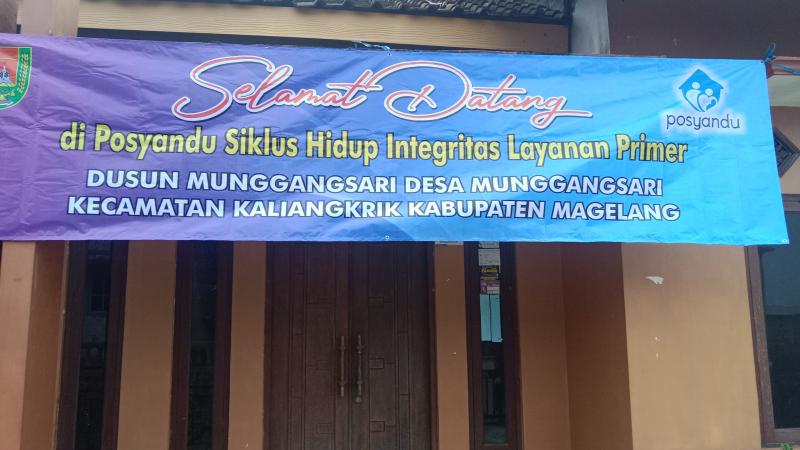 Selamat Datang
di Posyandu Siklus Hidup Integritas Layanan Primer
DUSUN MUNGGANGSARI DESA MUNGGANGSARI
KECAMATAN KALIANGKRIK KABUPATEN MAGELANG
posyandu